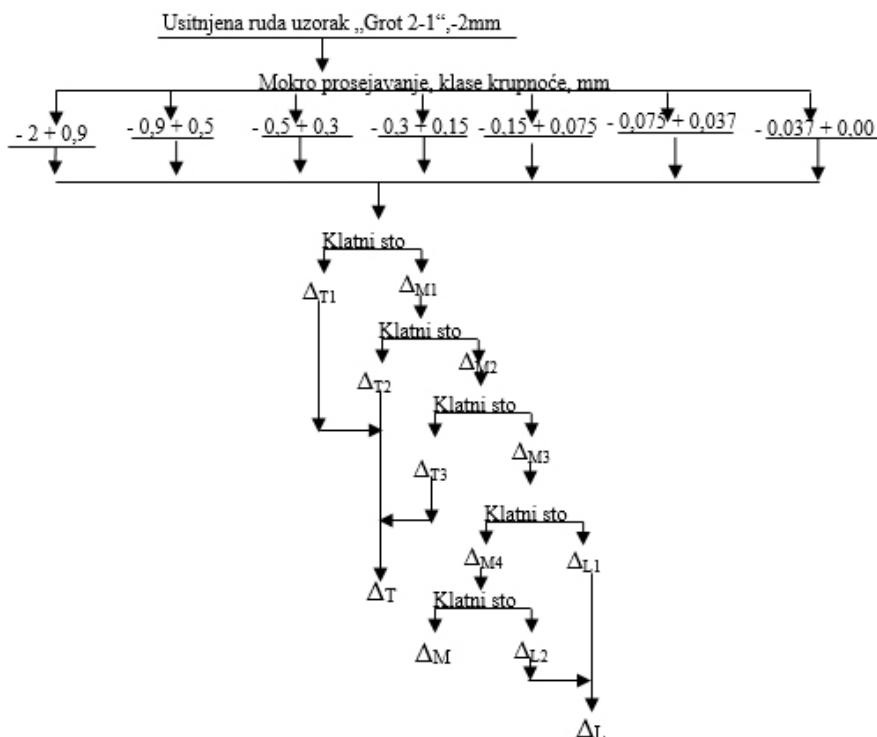 Usitnjena ruda uzorak „Grot 2-1“,-2mm
Mokro prosejavanje, klase krupnoće, mm
- 2 + 0,9 - 0,9 + 0,5 - 0,5 + 0,3 - 0,3 + 0,15 - 0,15 + 0,075 - 0,075 + 0,037 - 0,037 + 0,00
Klatni sto
ΔT1 ΔM1
Klatni sto
ΔT2 ΔM2
Klatni sto
ΔT3 ΔM3
Klatni sto
ΔM4 ΔL1
ΔT
Klatni sto
ΔM ΔL2
ΔL